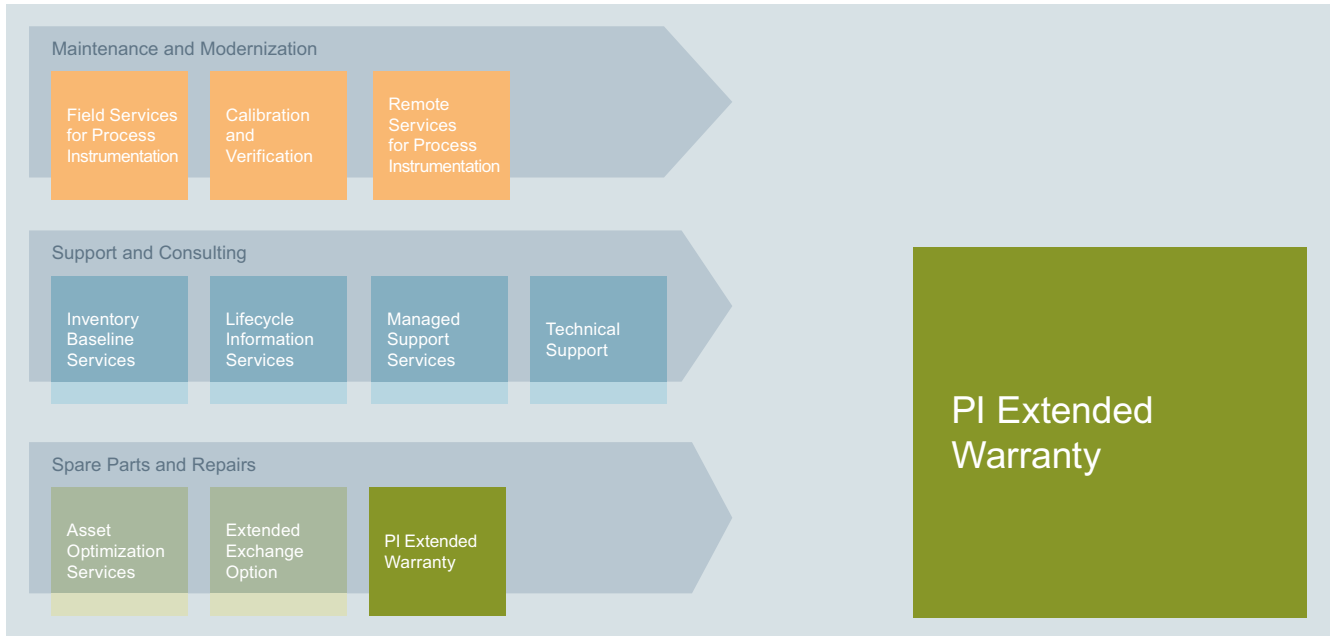 Maintenance and Modernization
Field Services
for Process
Instrumentation
Calibration
and
Verification
Remote
Services
for Process
Instrumentation
Support and Consulting
Inventory
Baseline
Services
Lifecycle
Information
Services
Managed
Support
Services
Technical
Support
Spare Parts and Repairs
Asset
Optimization
Services
Extended
Exchange
Option
PI Extended
Warranty
PI Extended
Warranty